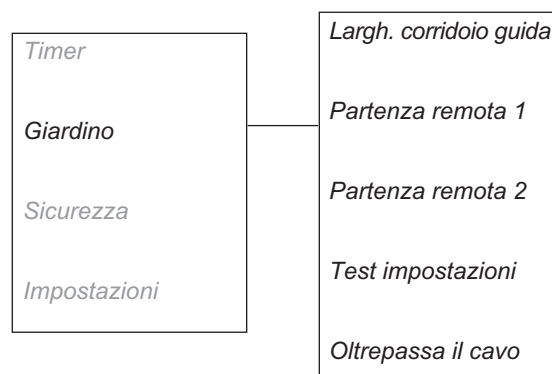 Timer
Giardino
Sicurezza
Impostazioni
Largh. corridoio guida
Partenza remota 1
Partenza remota 2
Test impostazioni
Oltrepassa il cavo